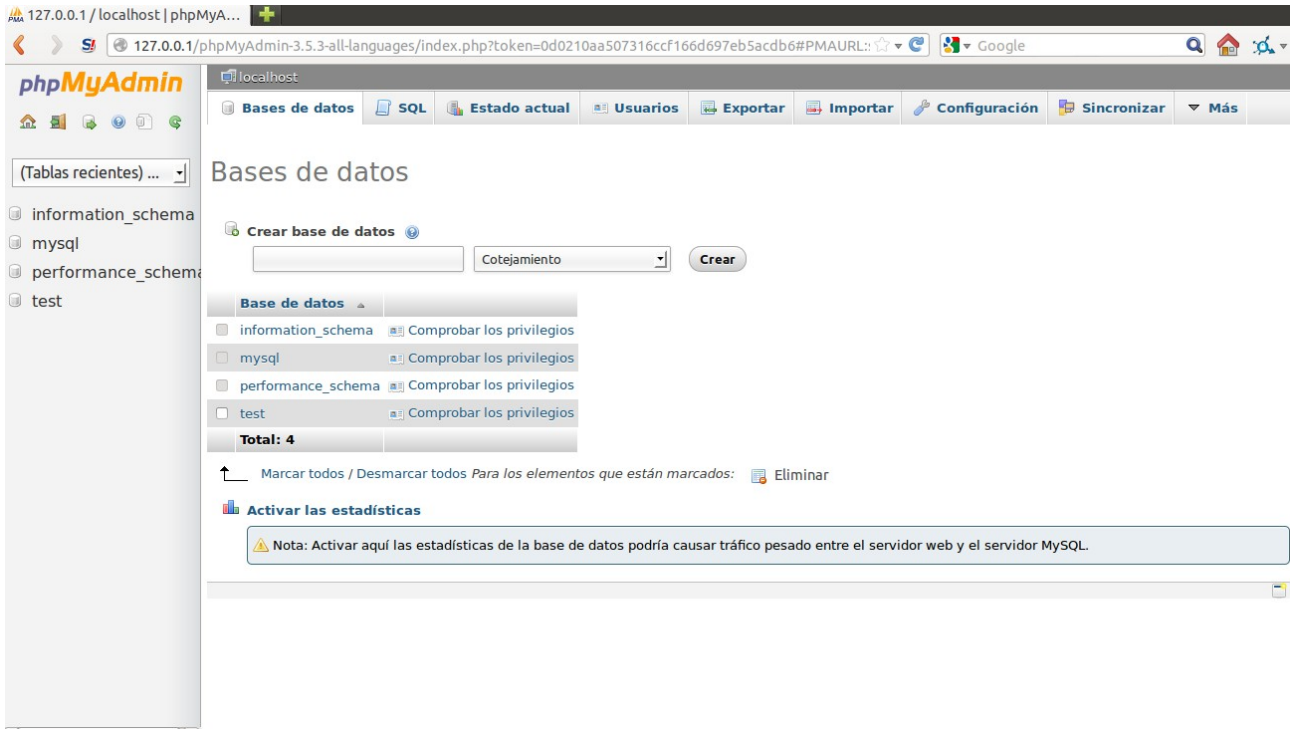 127.0.0.1 / localhost | phpMyA...
127.0.0.1/phpMyAdmin-3.5.3-all-languages/index.php?token=0d0210aa507316ccf166d697eb5acdb6#PMAURL:
Google
phpMyAdmin
(Tablas recientes) ...
information_schema
mysql
performance_schema
test
localhost
Bases de datos SQL Estado actual Usuarios Exportar Importar Configuración Sincronizar Más
Bases de datos
Crear base de datos
Cotejamiento Crear
Base de datos
information_schema Comprobar los privilegios
mysql Comprobar los privilegios
performance_schema Comprobar los privilegios
test Comprobar los privilegios
Total: 4
Marcar todos / Desmarcar todos Para los elementos que están marcados: Eliminar
Activar las estadísticas
Nota: Activar aquí las estadísticas de la base de datos podría causar tráfico pesado entre el servidor web y el servidor MySQL.